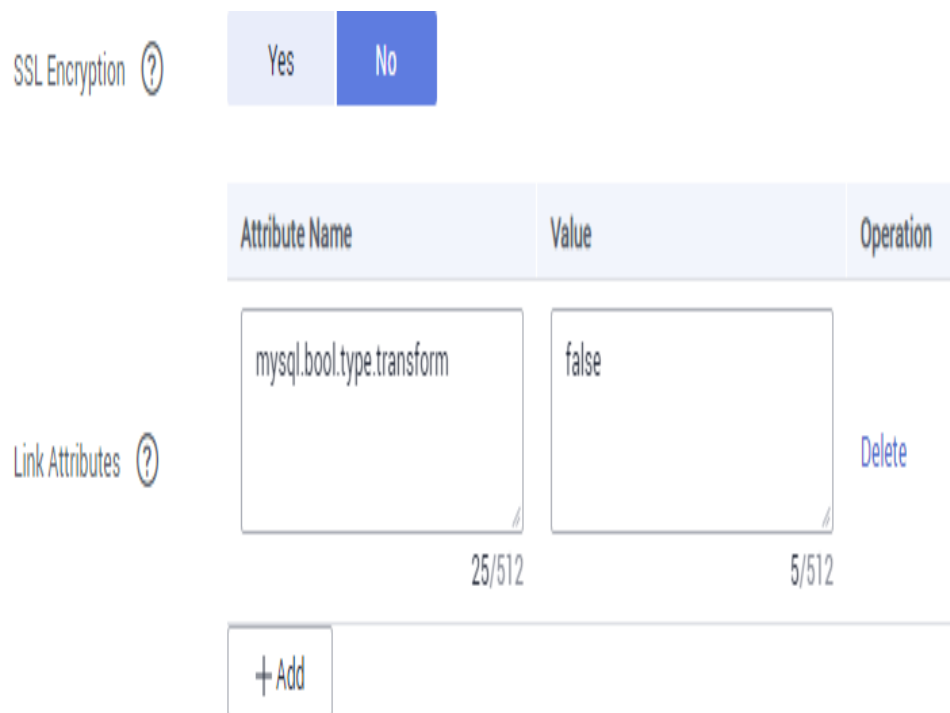 SSL Encryption ?
Yes No
Attribute Name Value Operation
mysql.bool.type.transform false
Link Attributes ? Delete
25/512 5/512
+ Add